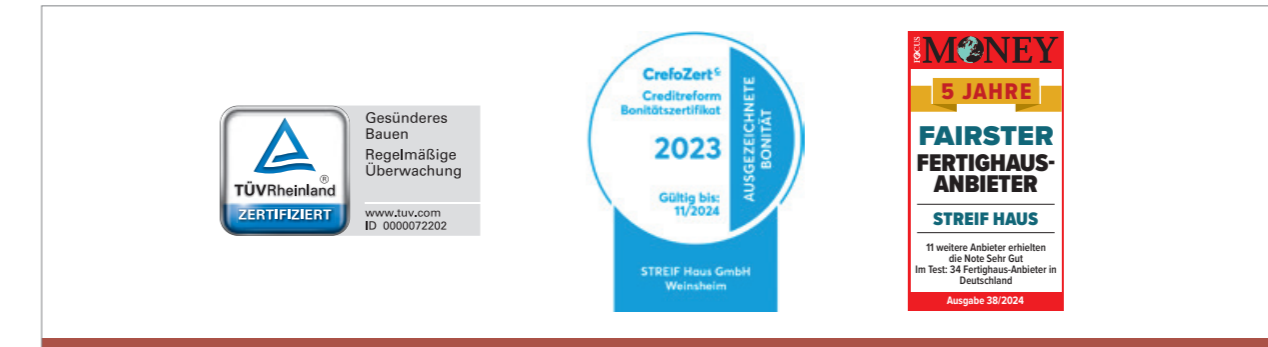 TÜVRheinland®
ZERTIFIZIERT
Gesünderes
Bauen
Regelmäßige
Überwachung
www.tuv.com
ID 0000072202
CrefoZert
Creditreform
Bonitätszertifikat
2023
Gültig bis:
11/2024
AUSGEZEICHNETE
BONITÄT
STREIF Haus GmbH
Weinsheim
FOCUS
MONEY
5 JAHRE
FAIRSTER
FERTIGHAUS-
ANBIETER
STREIF HAUS
11 weitere Anbieter erhielten
die Note Sehr Gut
Im Test: 34 Fertighaus-Anbieter in
Deutschland
Ausgabe 38/2024